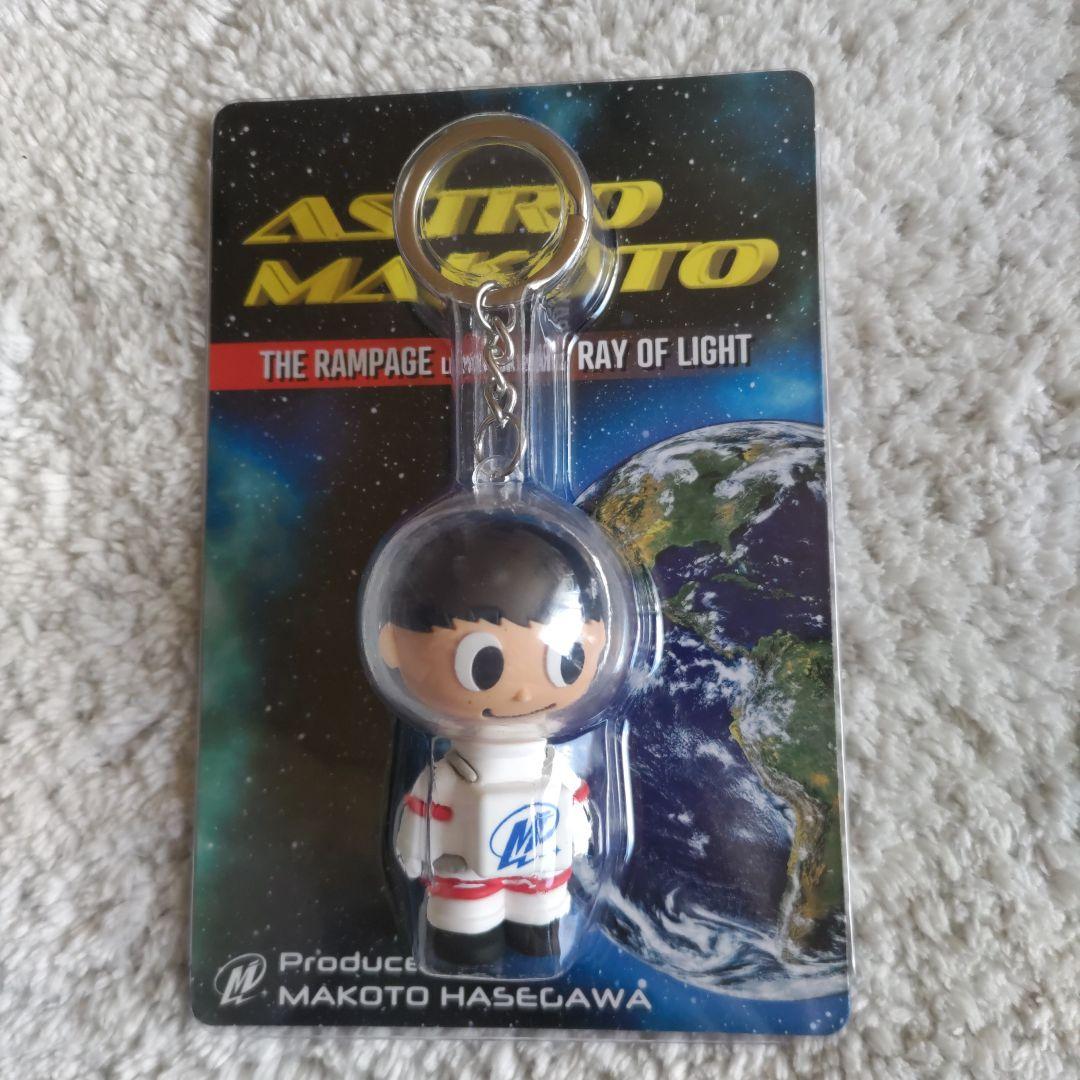 ASTRO
MAKOTO
THE RAMPAGE RAY OF LIGHT
M
M Produce
MAKOTO HASEGAWA